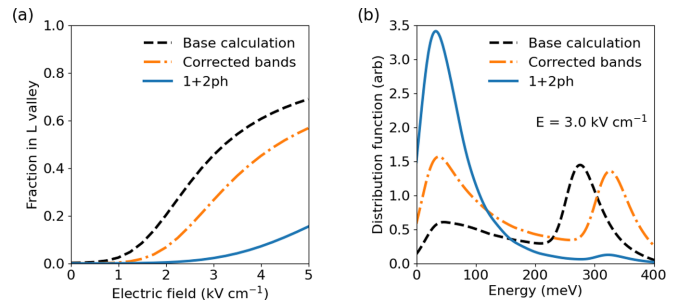 (a)
1.0
0.8
0.6
0.4
0.2
0.0
Fraction in L valley
Base calculation
Corrected bands
1+2ph
0 1 2 3 4 5
Electric field (kV cm⁻¹)
(b)
3.5
3.0
2.5
2.0
1.5
1.0
0.5
0.0
Distribution function (arb)
Base calculation
Corrected bands
1+2ph
E = 3.0 kV cm⁻¹
0 100 200 300 400
Energy (meV)